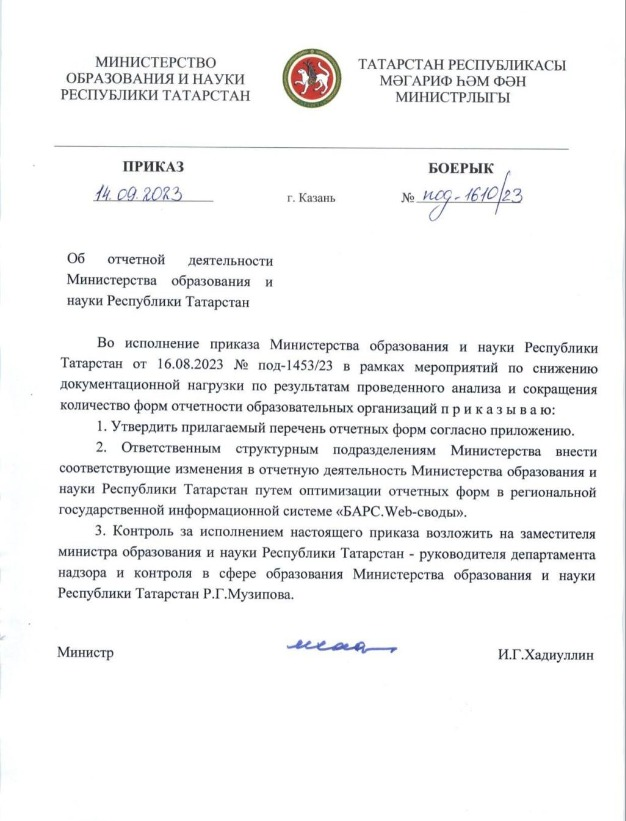 МИНИСТЕРСТВО
ОБРАЗОВАНИЯ И НАУКИ
РЕСПУБЛИКИ ТАТАРСТАН
ТАТАРСТАН РЕСПУБЛИКАСЫ
МӘГАРИФ ҺӘМ ФӘН
МИНИСТРЛЫГЫ
ПРИКАЗ
БОЕРЫК
14.09.2023
г. Казань
№ под-1610/23
Об отчетной деятельности
Министерства образования и
науки Республики Татарстан
Во исполнение приказа Министерства образования и науки Республики
Татарстан от 16.08.2023 № под-1453/23 в рамках мероприятий по снижению
документационной нагрузки по результатам проведенного анализа и сокращения
количество форм отчетности образовательных организаций п р и к а з ы в а ю:
1. Утвердить прилагаемый перечень отчетных форм согласно приложению.
2. Ответственным структурным подразделениям Министерства внести
соответствующие изменения в отчетную деятельность Министерства образования и
науки Республики Татарстан путем оптимизации отчетных форм в региональной
государственной информационной системе «БАРС.Web-своды».
3. Контроль за исполнением настоящего приказа возложить на заместителя
министра образования и науки Республики Татарстан - руководителя департамента
надзора и контроля в сфере образования Министерства образования и науки
Республики Татарстан Р.Г.Музипова.
Министр
И.Г.Хадиуллин